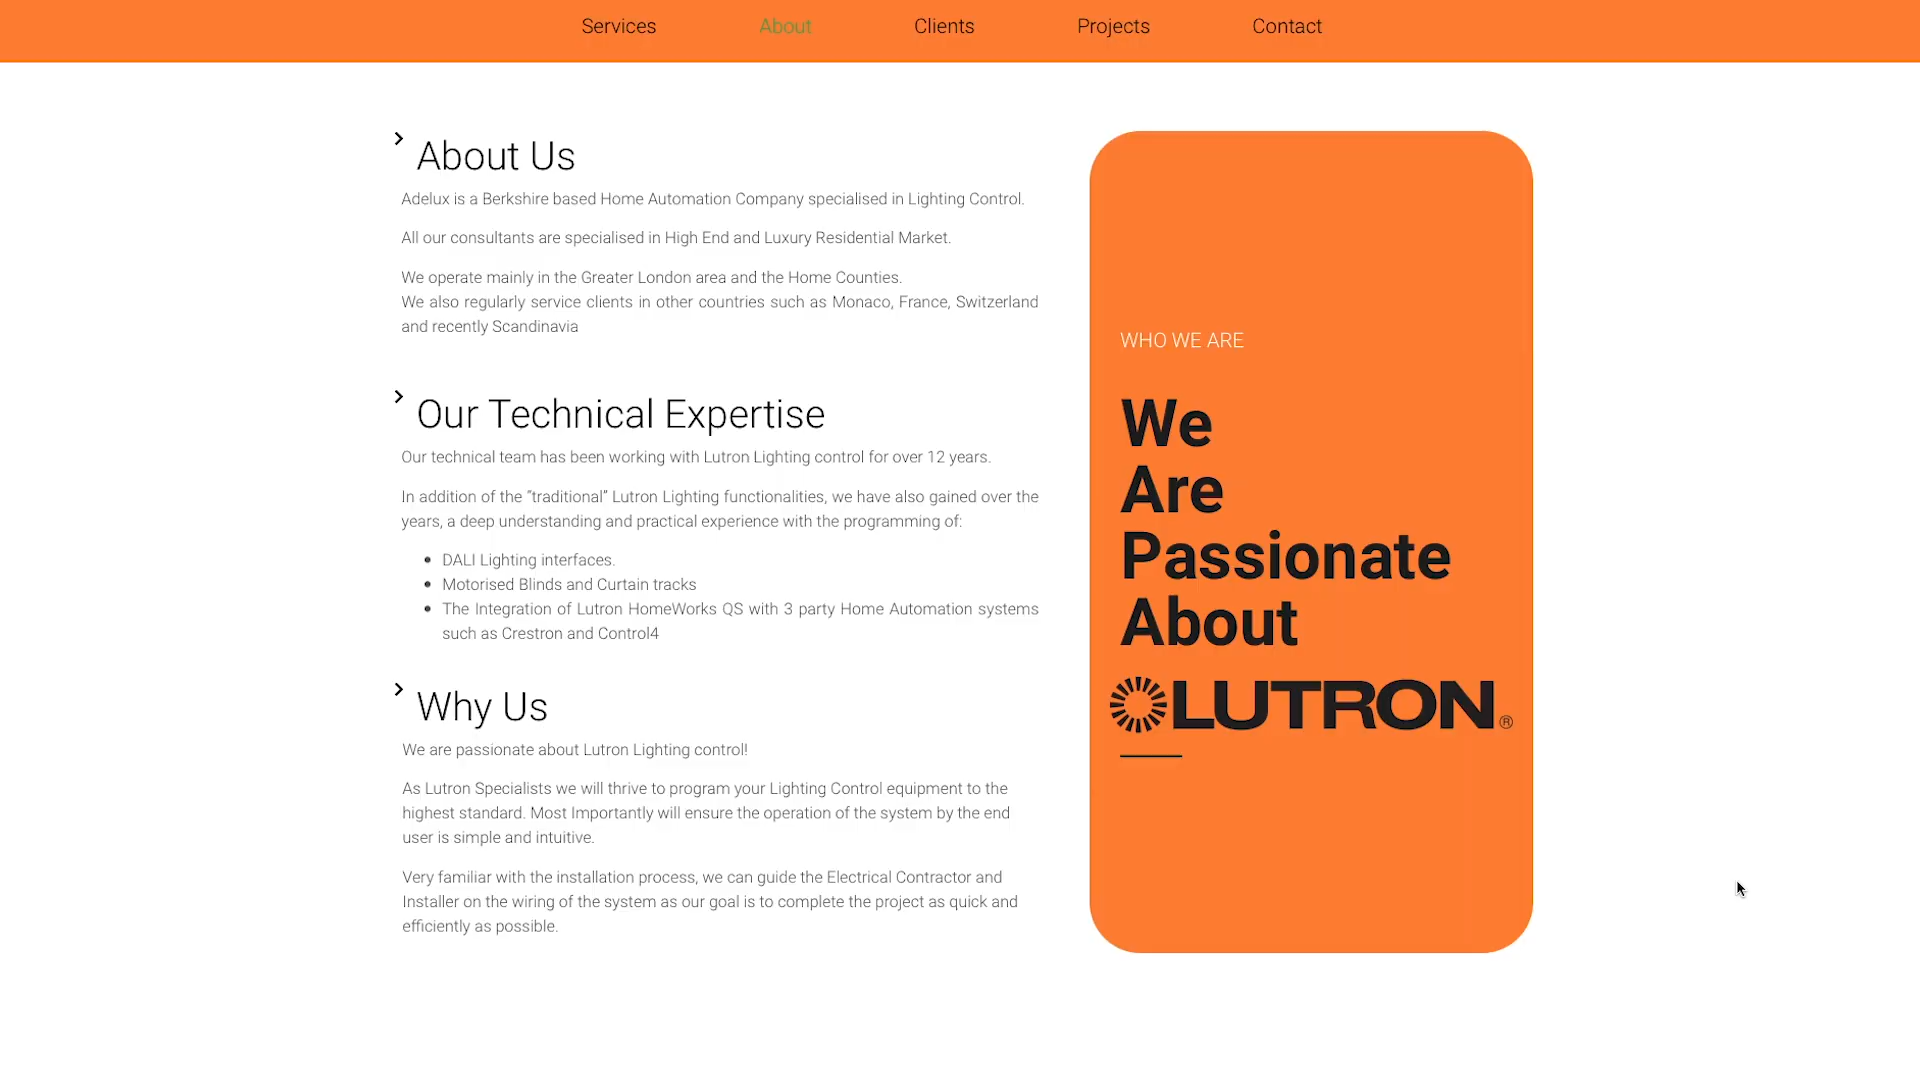 Services About Clients Projects Contact
About Us
Adelux is a Berkshire based Home Automation Company specialised in Lighting Control.
All our consultants are specialised in High End and Luxury Residential Market.
We operate mainly in the Greater London area and the Home Counties.
We also regularly service clients in other countries such as Monaco, France, Switzerland
and recently Scandinavia
Our Technical Expertise
Our technical team has been working with Lutron Lighting control for over 12 years.
In addition of the “traditional” Lutron Lighting functionalities, we have also gained over the
years, a deep understanding and practical experience with the programming of:
• DALI Lighting interfaces.
• Motorised Blinds and Curtain tracks
• The Integration of Lutron HomeWorks QS with 3 party Home Automation systems
such as Crestron and Control4
Why Us
We are passionate about Lutron Lighting control!
As Lutron Specialists we will thrive to program your Lighting Control equipment to the
highest standard. Most Importantly will ensure the operation of the system by the end
user is simple and intuitive.
Very familiar with the installation process, we can guide the Electrical Contractor and
Installer on the wiring of the system as our goal is to complete the project as quick and
efficiently as possible.
WHO WE ARE
We
Are
Passionate
About
LUTRON®